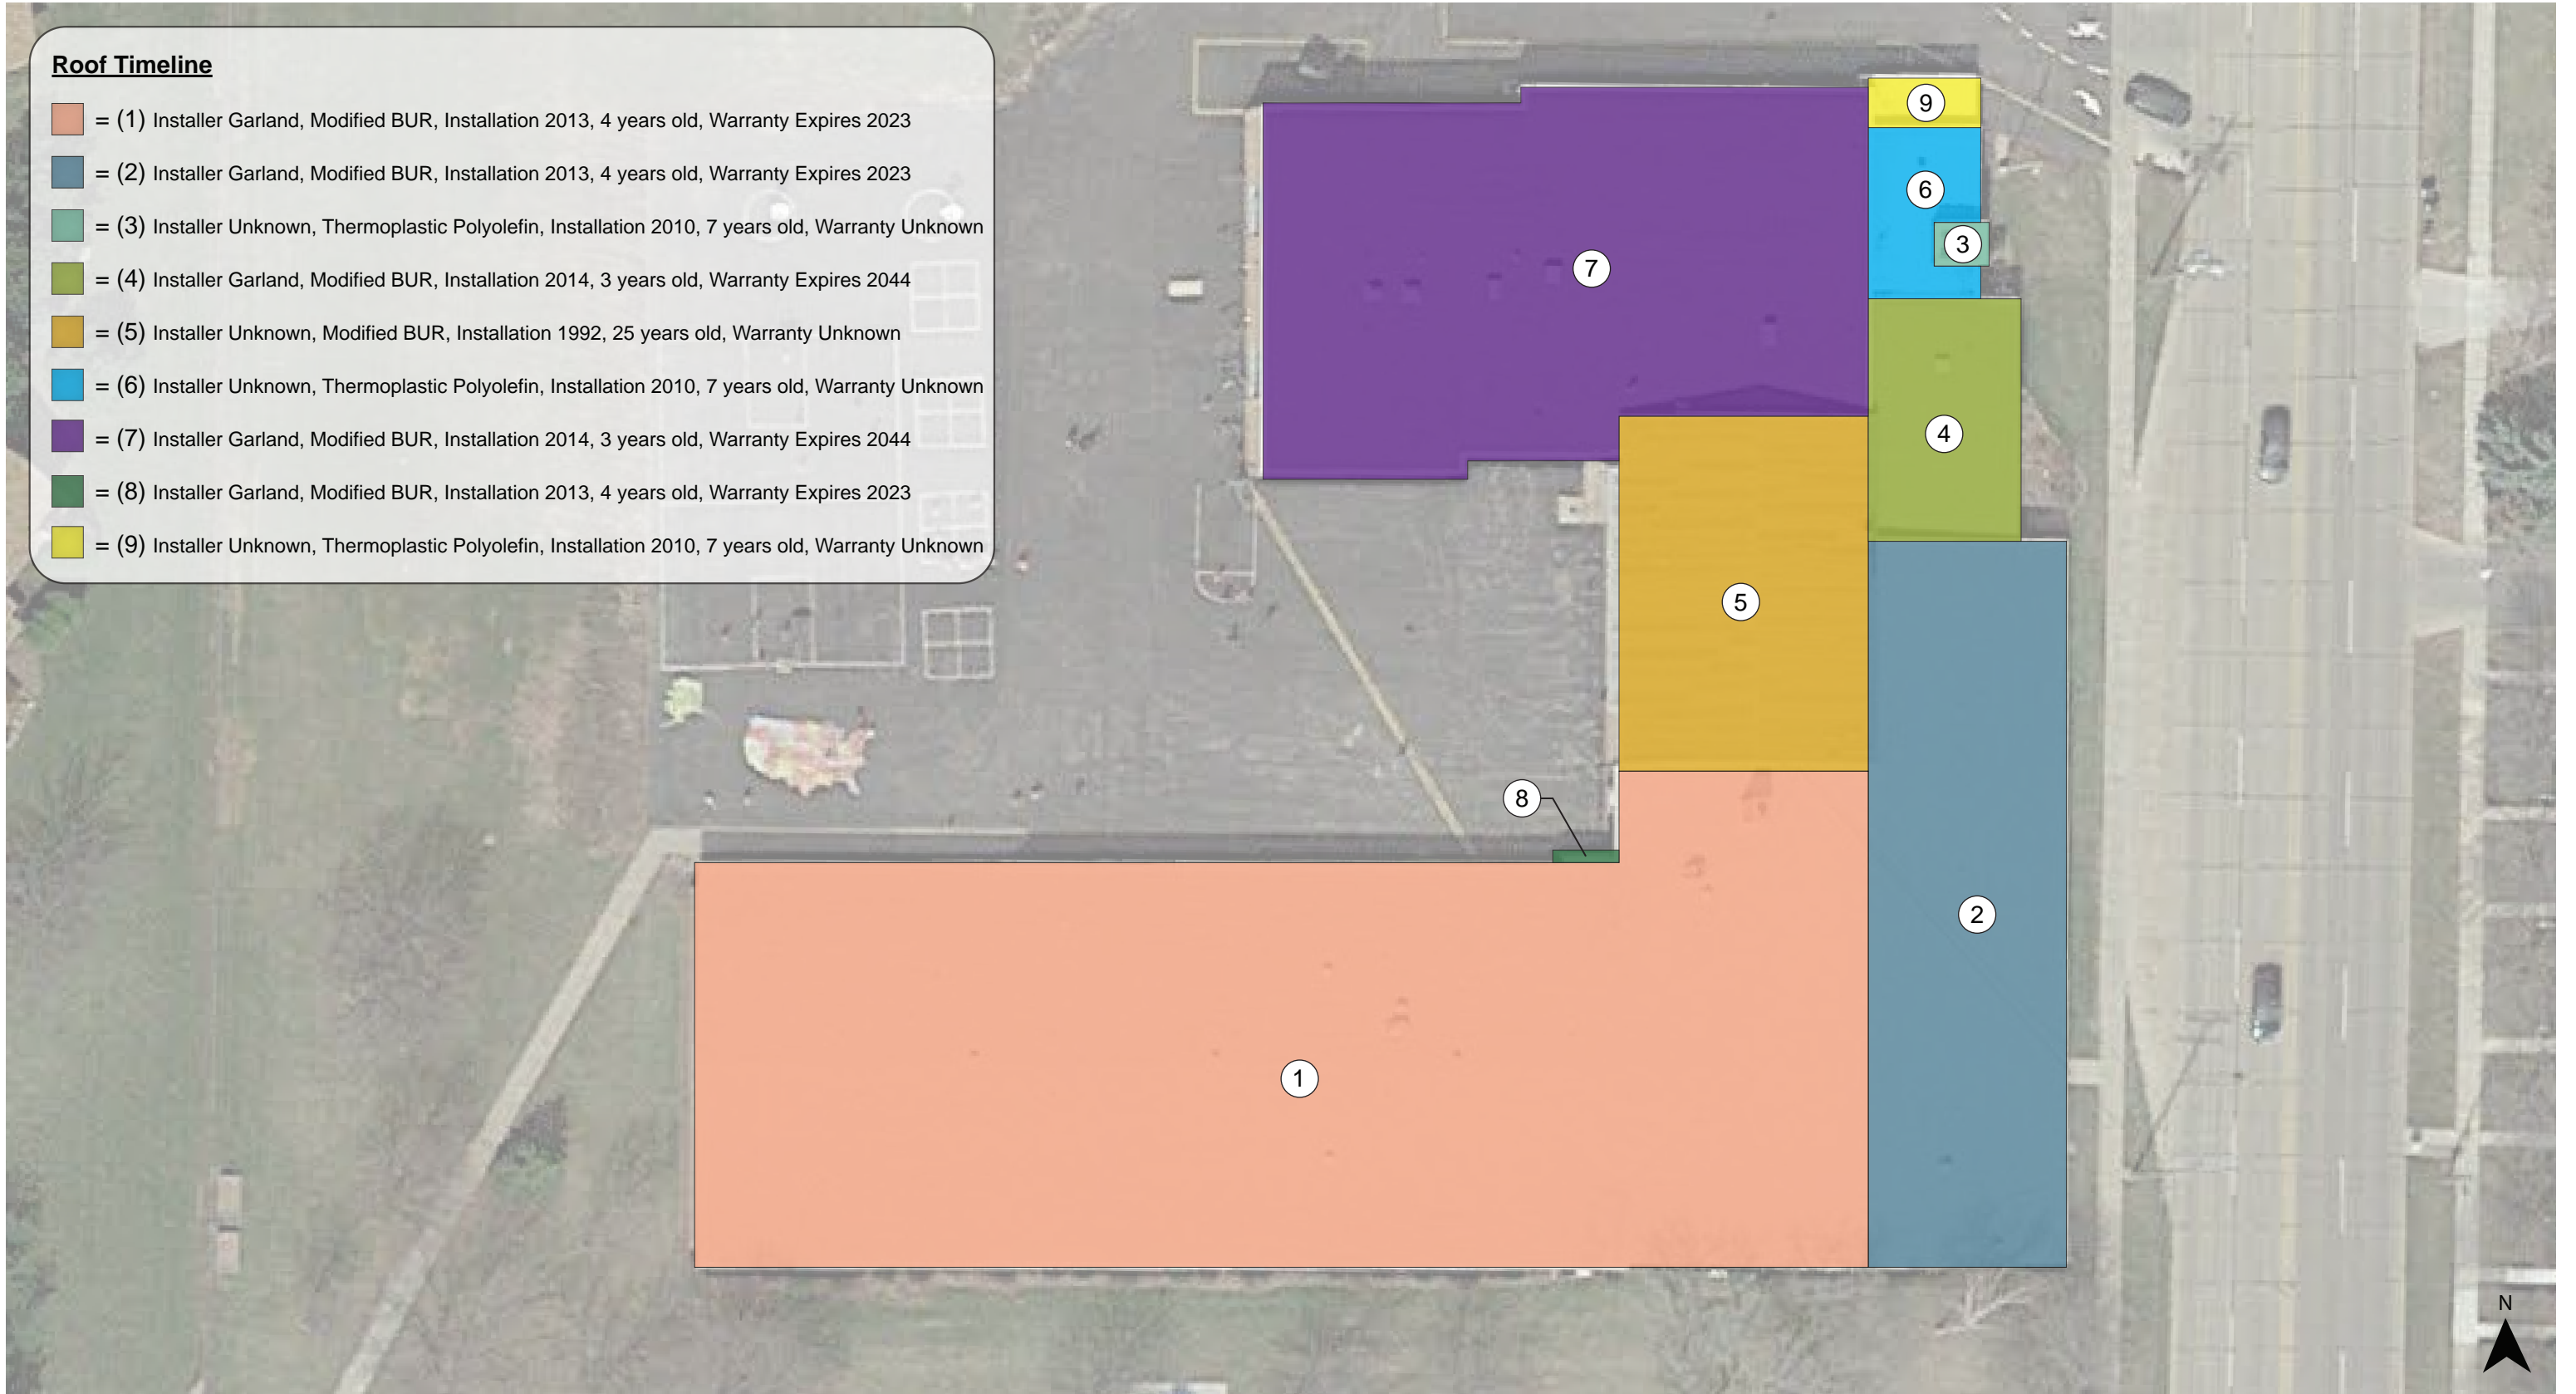 Roof Timeline
= (1) Installer Garland, Modified BUR, Installation 2013, 4 years old, Warranty Expires 2023
= (2) Installer Garland, Modified BUR, Installation 2013, 4 years old, Warranty Expires 2023
= (3) Installer Unknown, Thermoplastic Polyolefin, Installation 2010, 7 years old, Warranty Unknown
= (4) Installer Garland, Modified BUR, Installation 2014, 3 years old, Warranty Expires 2044
= (5) Installer Unknown, Modified BUR, Installation 1992, 25 years old, Warranty Unknown
= (6) Installer Unknown, Thermoplastic Polyolefin, Installation 2010, 7 years old, Warranty Unknown
= (7) Installer Garland, Modified BUR, Installation 2014, 3 years old, Warranty Expires 2044
= (8) Installer Garland, Modified BUR, Installation 2013, 4 years old, Warranty Expires 2023
= (9) Installer Unknown, Thermoplastic Polyolefin, Installation 2010, 7 years old, Warranty Unknown
9
6
3
7
4
5
8
2
1
N